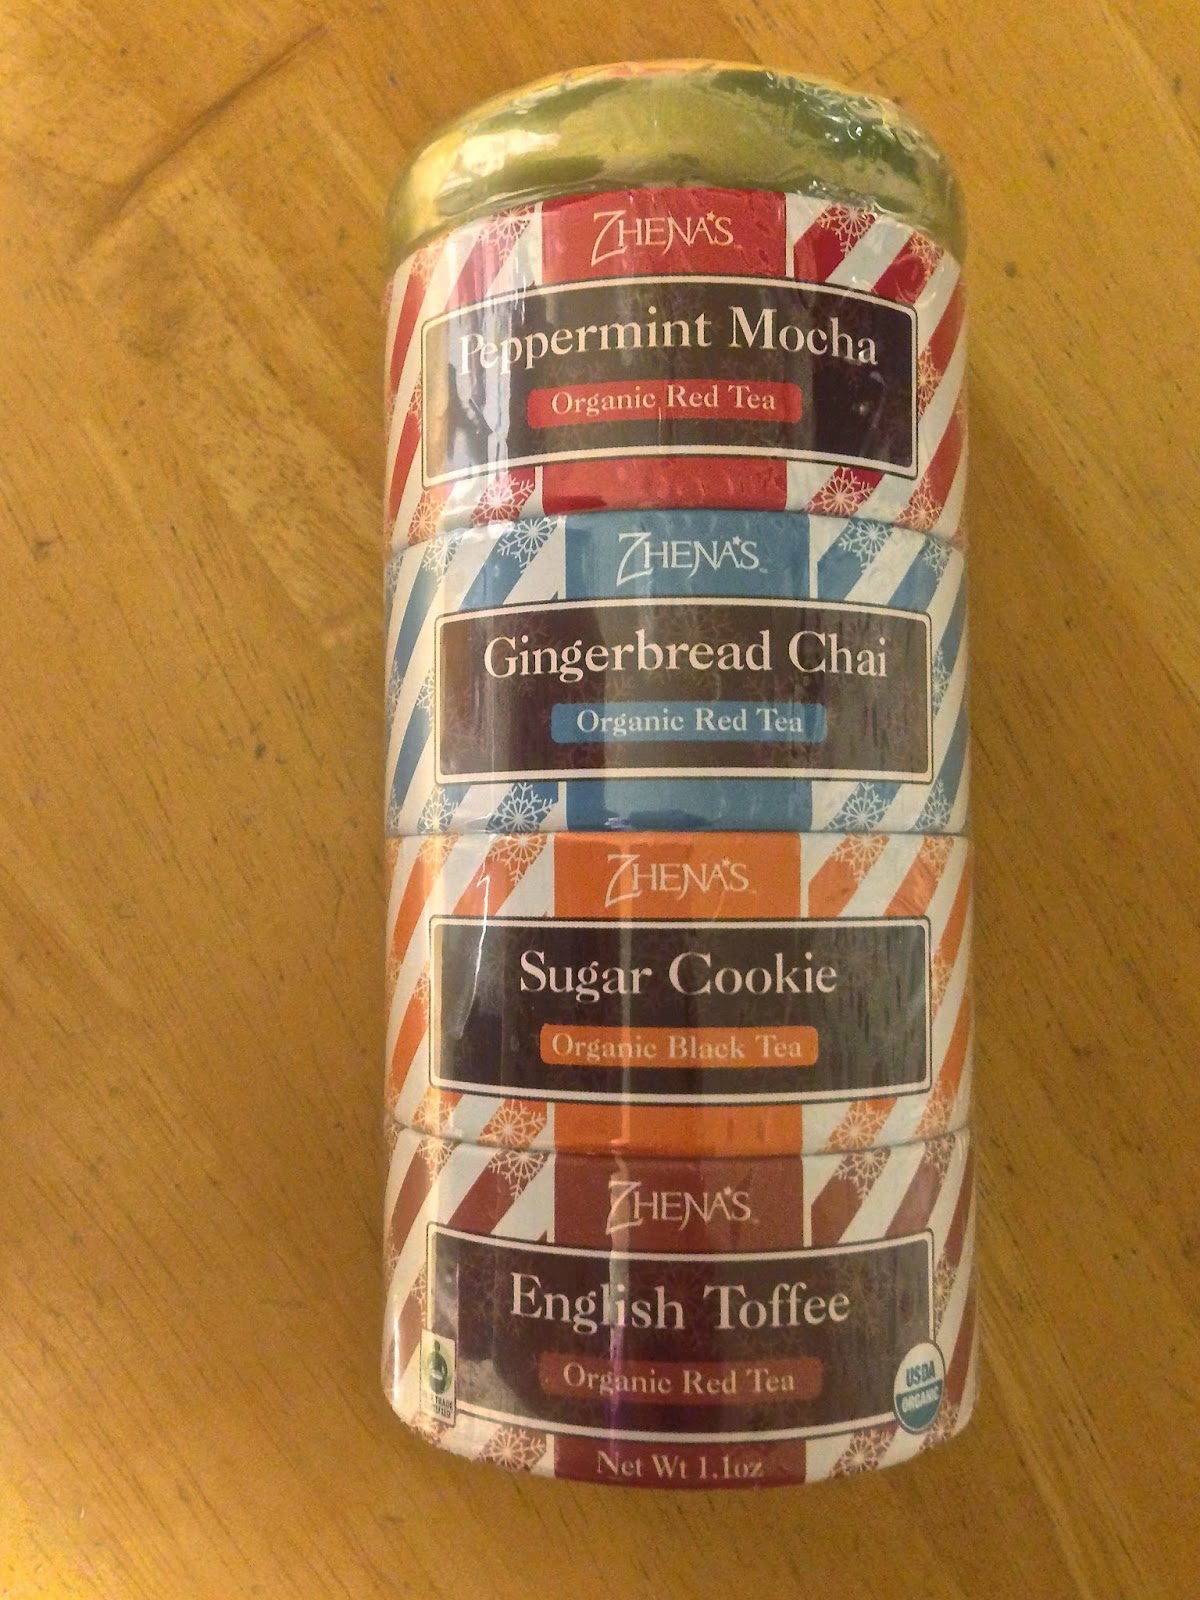 ZHENA'S
Peppermint Mocha
Organic Red Tea
ZHENA'S
Gingerbread Chai
Organic Red Tea
ZHENA'S
Sugar Cookie
Organic Black Tea
ZHENA'S
English Toffee
Organic Red Tea
USDA
ORGANIC
Net Wt 1.1oz